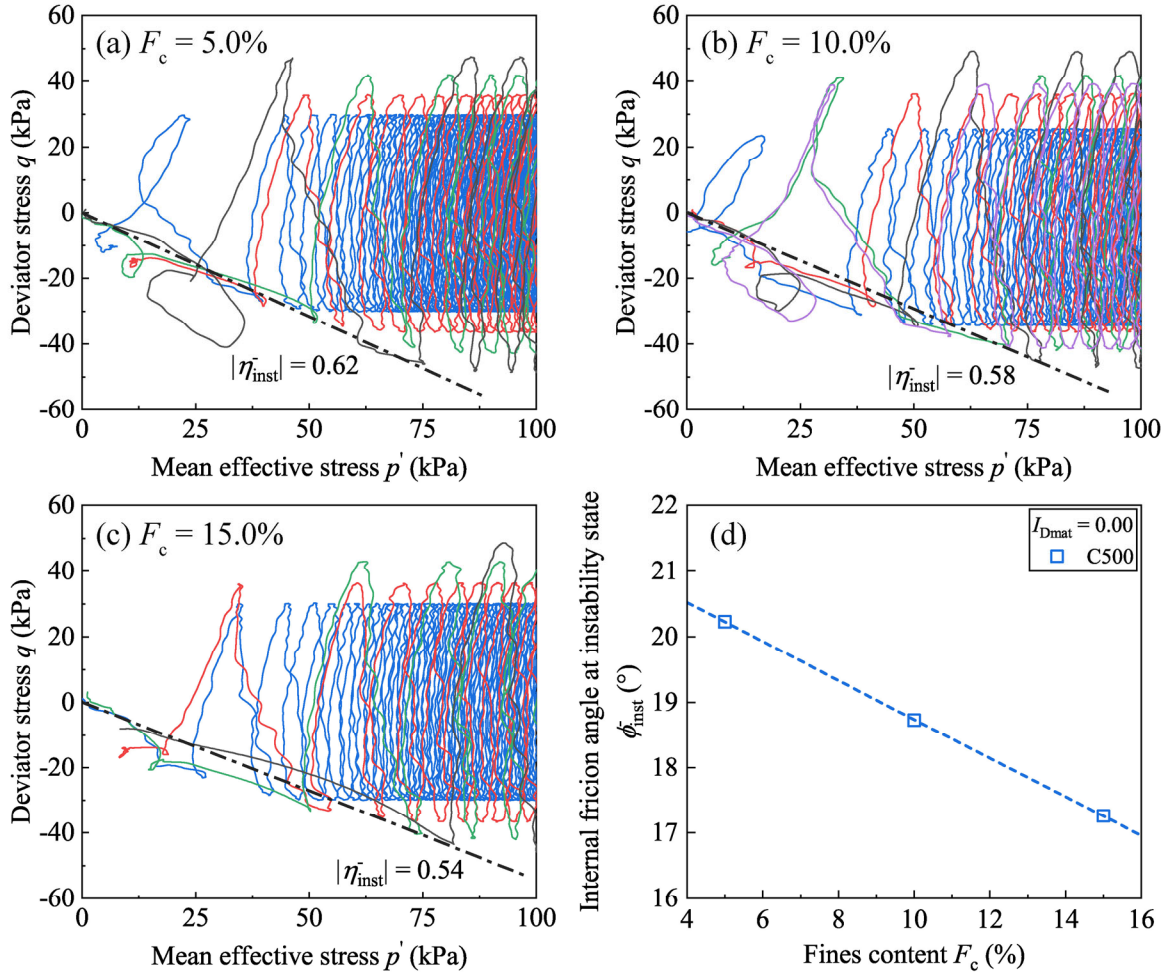 (a) F_c = 5.0%
60
40
20
0
-20
-40
-60
Deviator stress q (kPa)
|η⁻_inst| = 0.62
0 25 50 75 100
Mean effective stress p' (kPa)
(b) F_c = 10.0%
60
40
20
0
-20
-40
-60
Deviator stress q (kPa)
|η⁻_inst| = 0.58
0 25 50 75 100
Mean effective stress p' (kPa)
(c) F_c = 15.0%
60
40
20
0
-20
-40
-60
Deviator stress q (kPa)
|η⁻_inst| = 0.54
0 25 50 75 100
Mean effective stress p' (kPa)
(d)
I_Dmat = 0.00
C500
22
21
20
19
18
17
16
Internal friction angle at instability state
ϕ⁻_inst (°)
4 6 8 10 12 14 16
Fines content F_c (%)